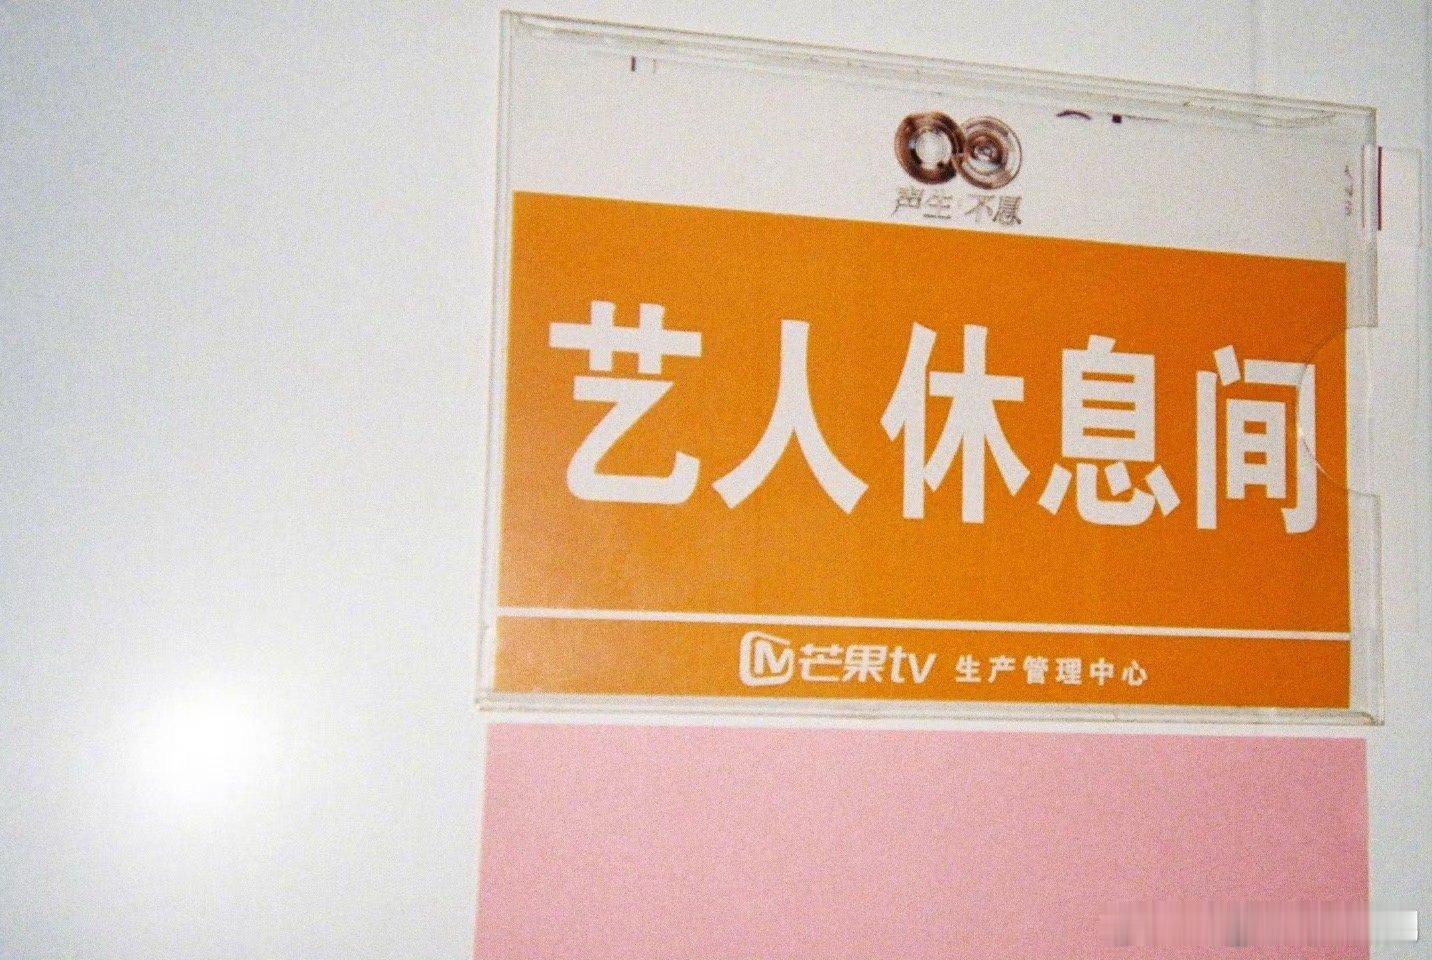 声生不息
艺人休息间
芒果tv 生产管理中心